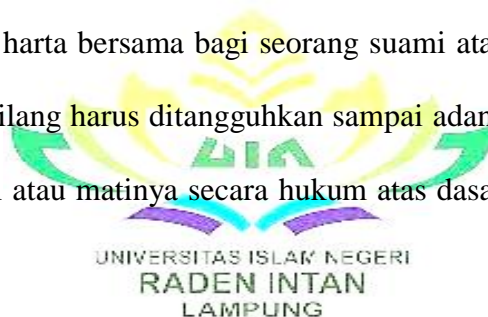 harta bersama bagi seorang suami ata
ilang harus ditangguhkan sampai adan
atau matinya secara hukum atas dasa
UIN
UNIVERSITAS ISLAM NEGERI
RADEN INTAN
LAMPUNG